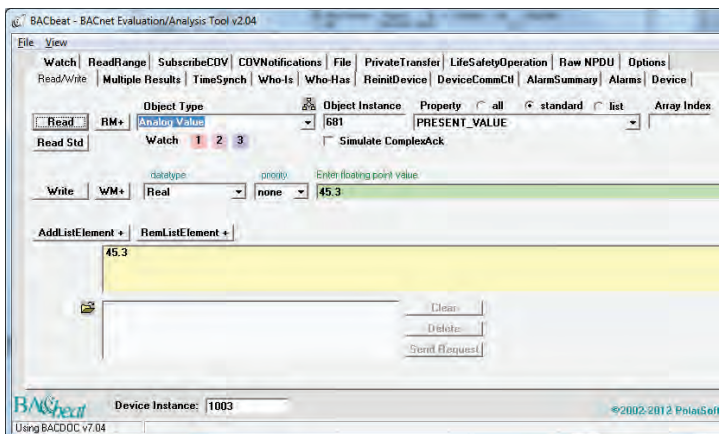 BACbeat - BACnet Evaluation/Analysis Tool v2.04
File View
Watch ReadRange SubscribeCOV COVNotifications File PrivateTransfer LifeSafetyOperation Raw NPDU Options
Read/Write Multiple Results TimeSynch Who-Is Who-Has ReinitDevice DeviceCommCtl AlarmSummary Alarms Device
Object Type Object Instance Property all standard list Array Index
Read RM+ Analog Value 681 PRESENT_VALUE
Read Std Watch 1 2 3 Simulate ComplexAck
datatype priority Enter floating point value
Write WM+ Real none 45.3
AddListElement + RemListElement +
45.3
Clear
Delete
Send Request
BACbeat Device Instance: 1003 ©2002-2012 PolarSoft
Using BACDOC v7.04